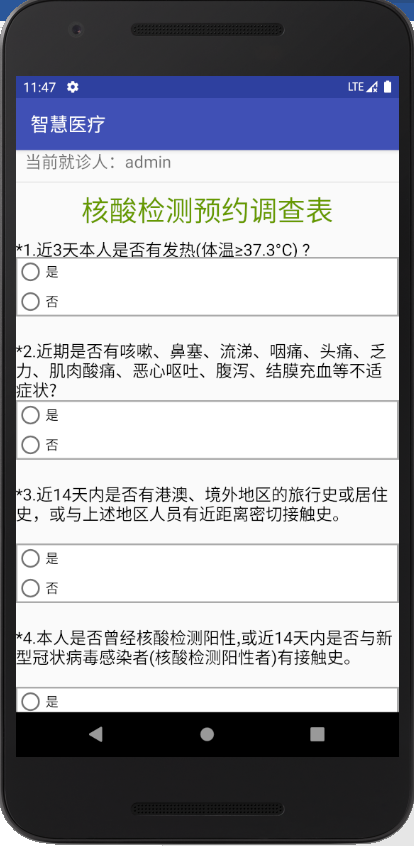 11:47
LTE
智慧医疗
当前就诊人：admin
核酸检测预约调查表
*1.近3天本人是否有发热(体温≥37.3°C)？
是
否
*2.近期是否有咳嗽、鼻塞、流涕、咽痛、头痛、乏
力、肌肉酸痛、恶心呕吐、腹泻、结膜充血等不适
症状?
是
否
*3.近14天内是否有港澳、境外地区的旅行史或居住
史，或与上述地区人员有近距离密切接触史。
是
否
*4.本人是否曾经核酸检测阳性,或近14天内是否与新
型冠状病毒感染者(核酸检测阳性者)有接触史。
是